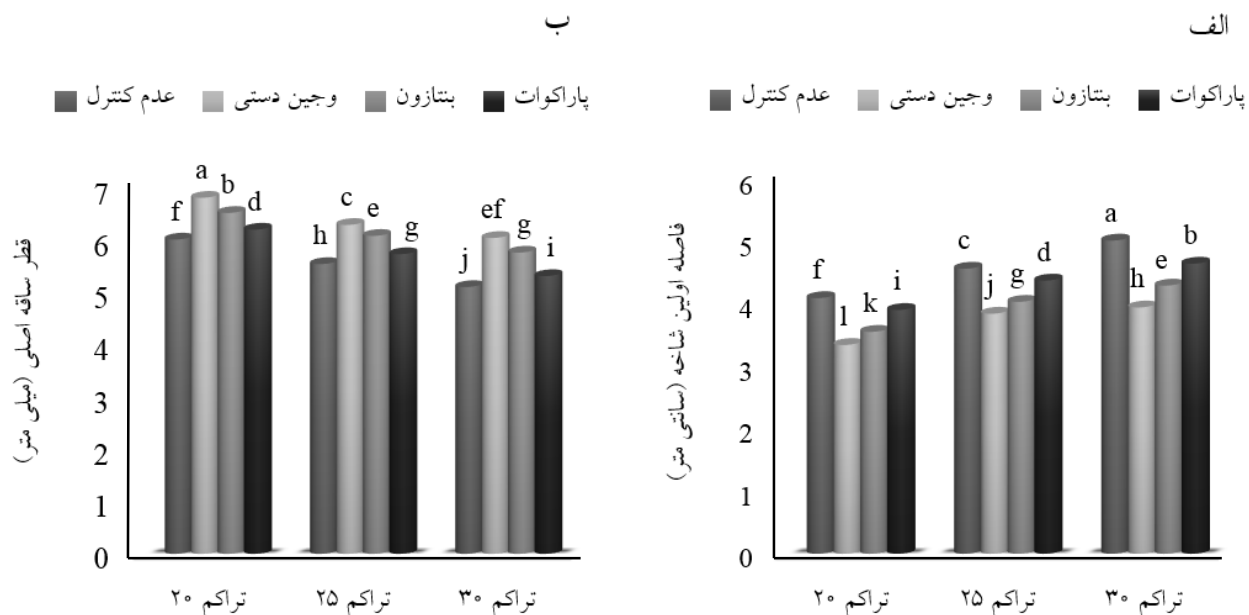 الف
پاراکوات
بنتازون
وجین دستی
عدم کنترل
فاصله اولین شاخه (سانتی متر)
6
5
4
3
2
1
0
f l k i
c j g d
a h e b
تراکم ۲۰
تراکم ۲۵
تراکم ۳۰
ب
پاراکوات
بنتازون
وجین دستی
عدم کنترل
قطر ساقه اصلی (میلی متر)
7
6
5
4
3
2
1
0
f a b d
h c e g
j ef g i
تراکم ۲۰
تراکم ۲۵
تراکم ۳۰